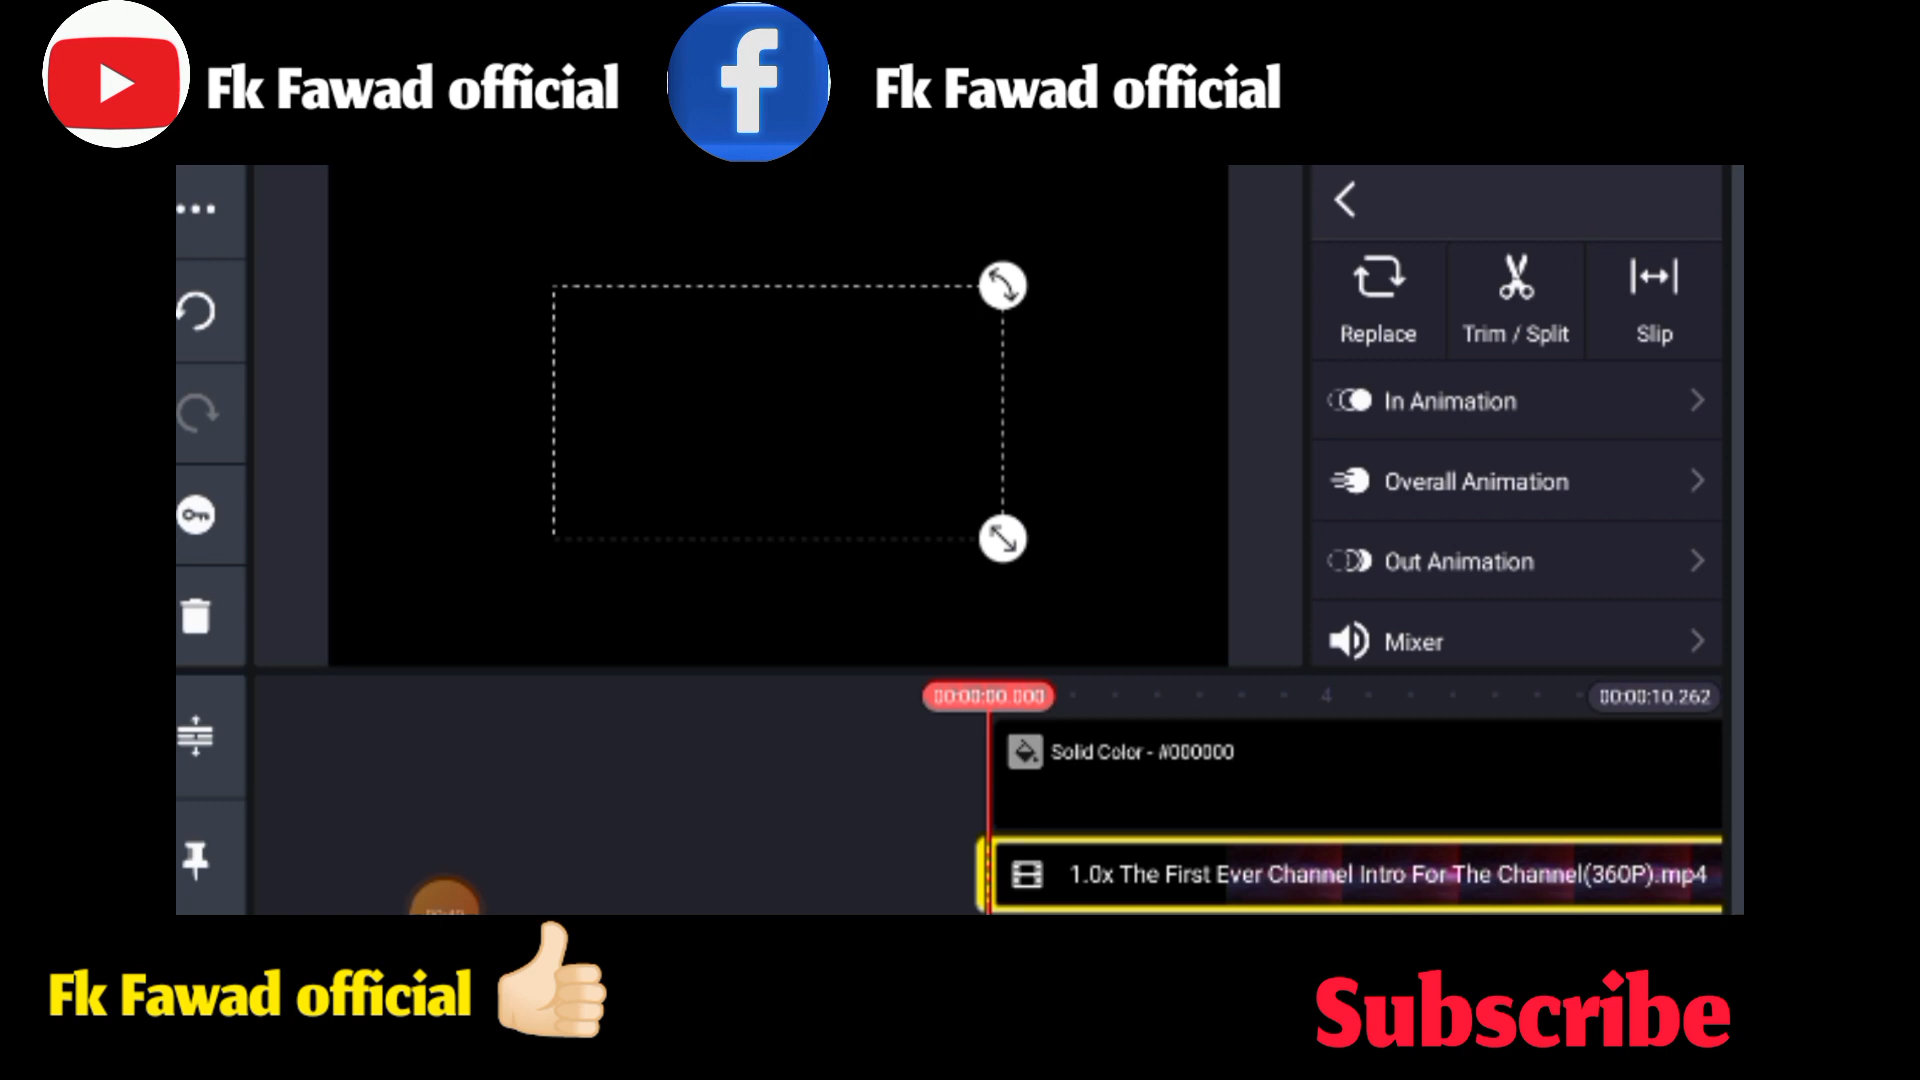 Fk Fawad official
Fk Fawad official
Replace
Trim / Split
Slip
In Animation
Overall Animation
Out Animation
Mixer
00:00:00.000
4
00:00:10.262
Solid Color - #000000
1.0x The First Ever Channel Intro For The Channel(360P).mp4
Fk Fawad official
Subscribe